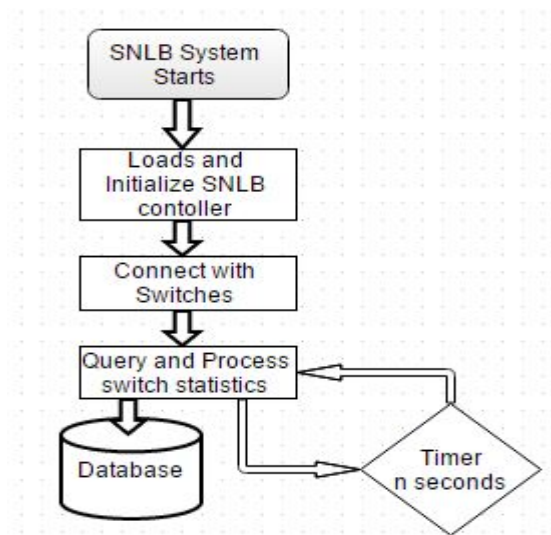 SNLB System
Starts
Loads and
Initialize SNLB
contoller
Connect with
Switches
Query and Process
switch statistics
Database
Timer
n seconds